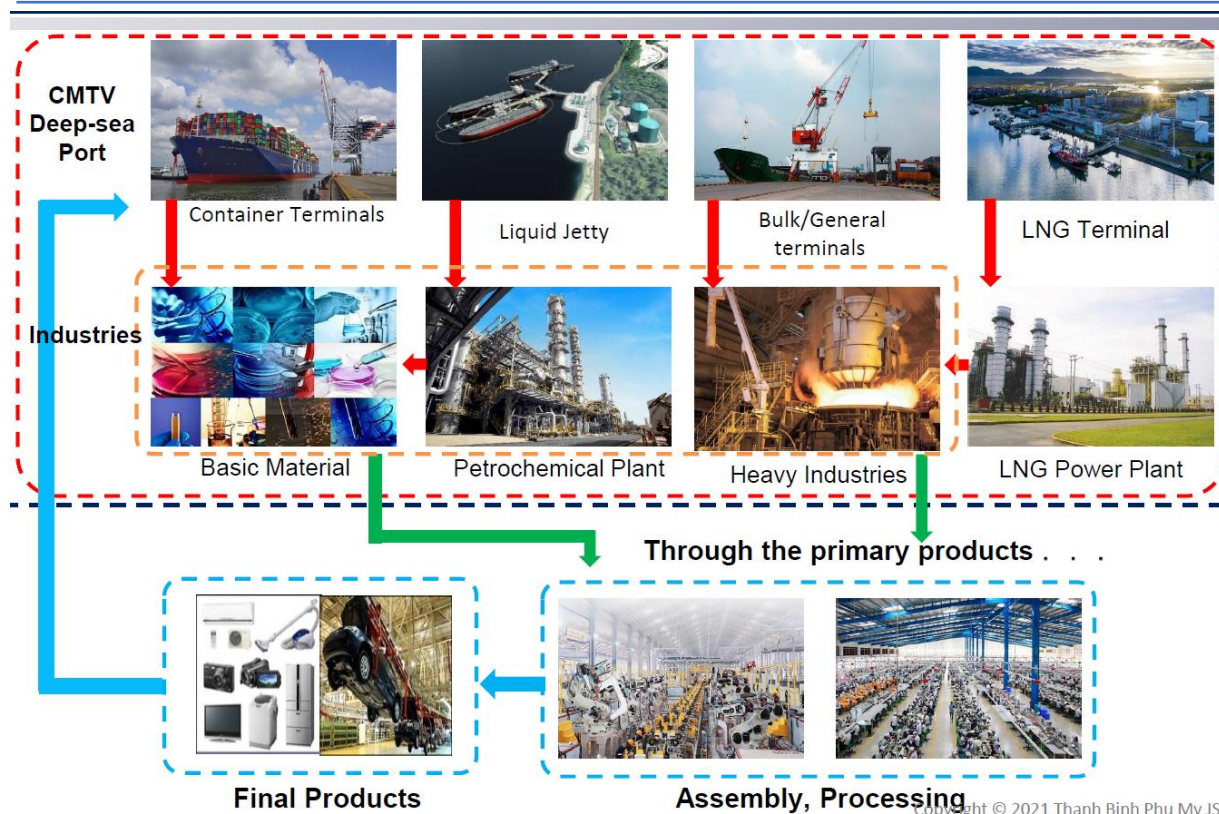 CMTV
Deep-sea
Port
Container Terminals
Liquid Jetty
Bulk/General
terminals
LNG Terminal
Industries
Basic Material
Petrochemical Plant
Heavy Industries
LNG Power Plant
Through the primary products . . .
Final Products
Assembly, Processing
Copyright © 2021 Thanh Binh Phu My JS